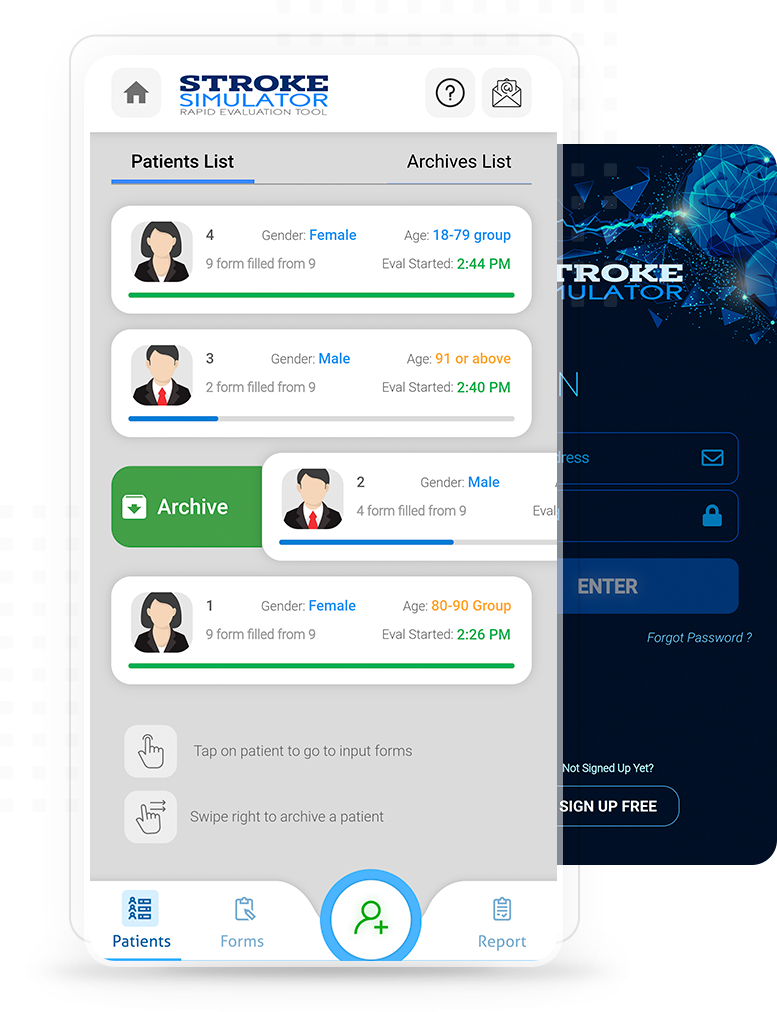 STROKE
SIMULATOR
RAPID EVALUATION TOOL
?
@
Patients List
Archives List
4 Gender: Female Age: 18-79 group
9 form filled from 9 Eval Started: 2:44 PM
3 Gender: Male Age: 91 or above
2 form filled from 9 Eval Started: 2:40 PM
Archive
2 Gender: Male
4 form filled from 9 Eval
1 Gender: Female Age: 80-90 Group
9 form filled from 9 Eval Started: 2:26 PM
Tap on patient to go to input forms
Swipe right to archive a patient
Patients
Forms
Report
TROKE
ULATOR
N
ress
ENTER
Forgot Password ?
Not Signed Up Yet?
SIGN UP FREE